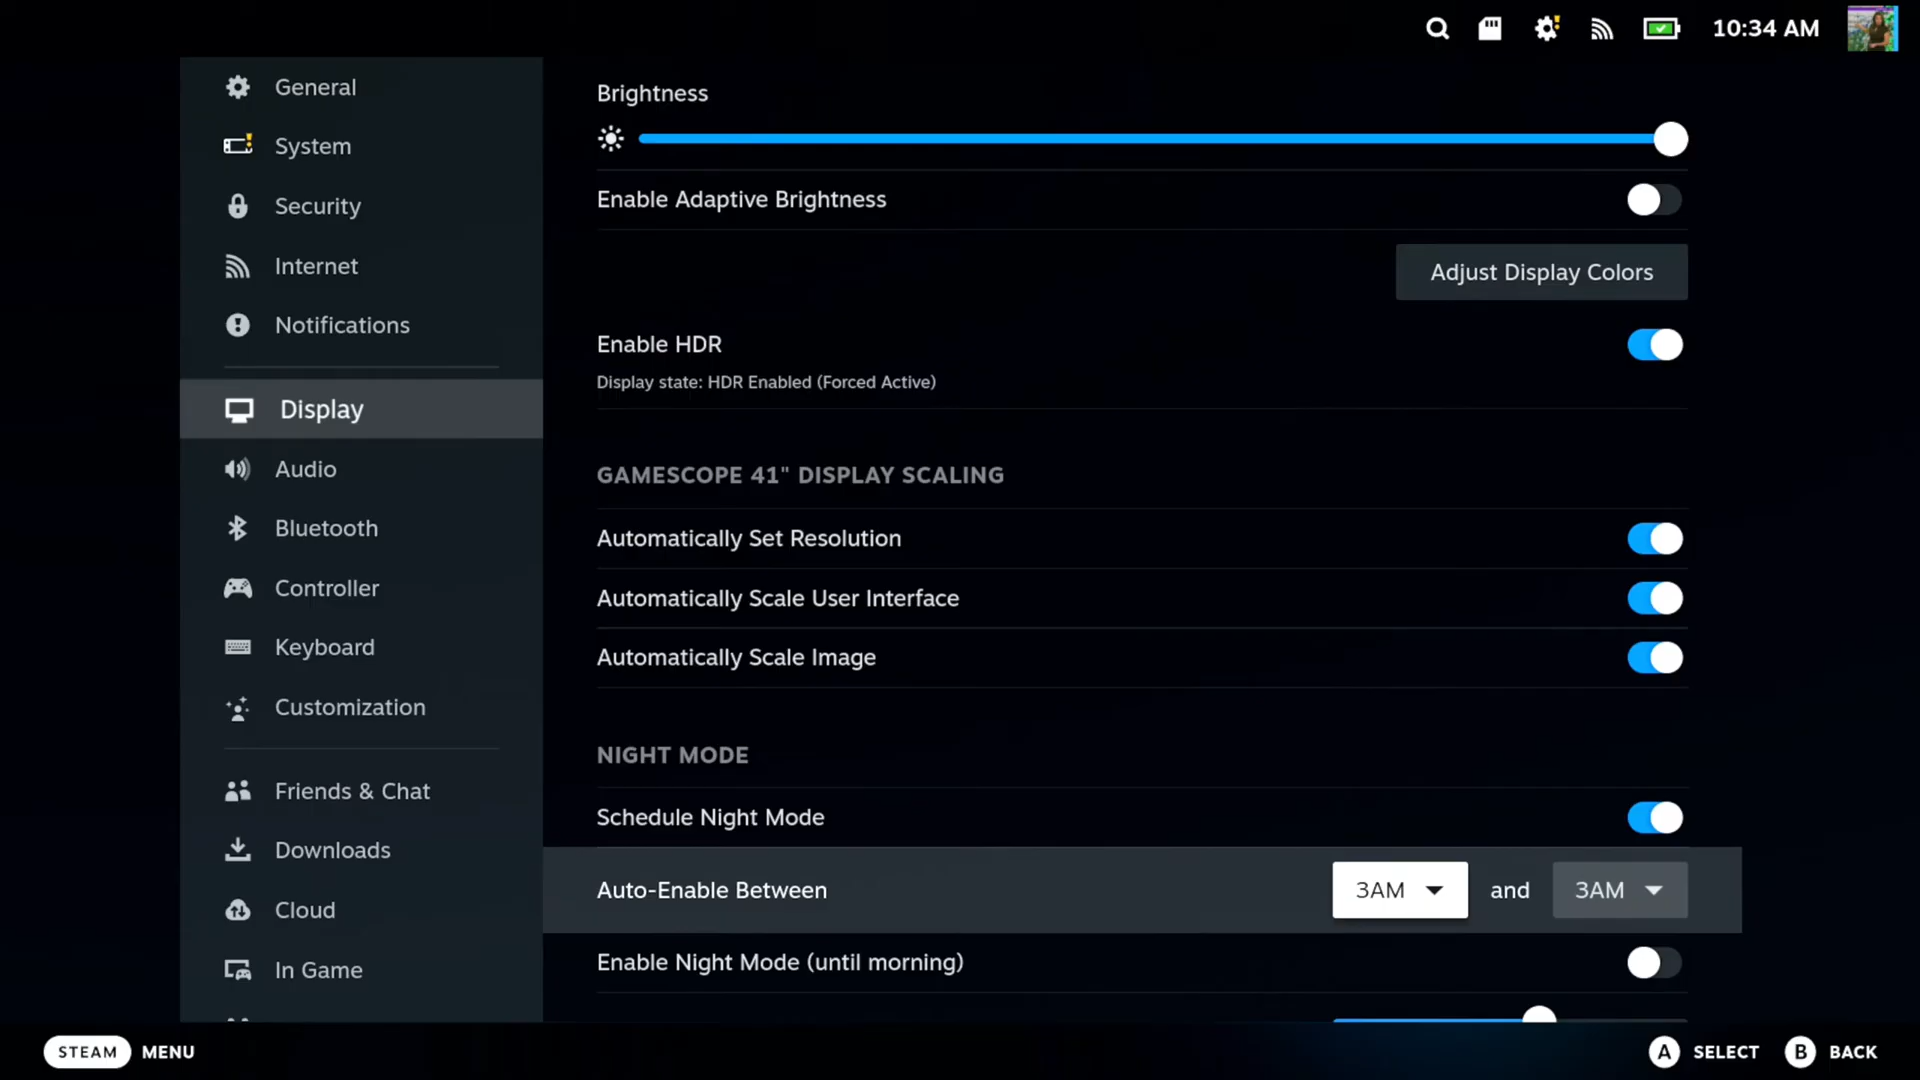 10:34 AM
General
System
Security
Internet
Notifications
Display
Audio
Bluetooth
Controller
Keyboard
Customization
Friends & Chat
Downloads
Cloud
In Game
Brightness
Enable Adaptive Brightness
Adjust Display Colors
Enable HDR
Display state: HDR Enabled (Forced Active)
GAMESCOPE 41" DISPLAY SCALING
Automatically Set Resolution
Automatically Scale User Interface
Automatically Scale Image
NIGHT MODE
Schedule Night Mode
Auto-Enable Between 3AM and 3AM
Enable Night Mode (until morning)
STEAM MENU
A SELECT B BACK